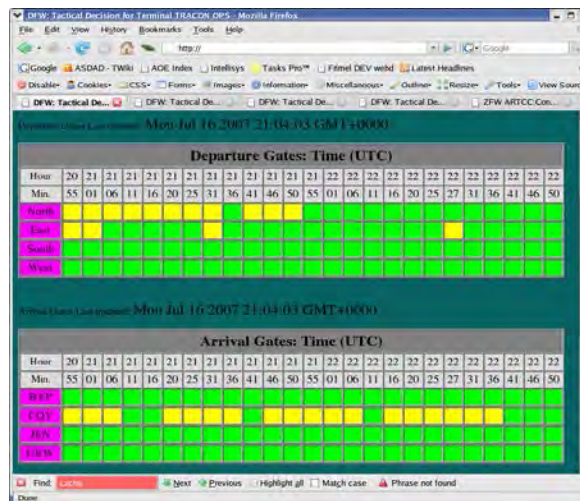 DFW: Tactical Decision for Terminal TRACON OPS - Mozilla Firefox
File Edit View History Bookmarks Tools Help
http:// Google
Google ASDAD - TWiki AOE Index Intellisys Tasks Pro™ Fitmel DEV webd Latest Headlines
Disable Cookies CSS Forms Images Information Miscellaneous Outline Resize Tools View Sourc
DFW: Tactical De... DFW: Tactical De... DFW: Tactical De... DFW: Tactical De... ZFW ARTCC:Con...
Mon Jul 16 2007 21:04:03 GMT+0000
Departure Gates: Time (UTC)
Hour 20 21 21 21 21 21 21 21 21 21 21 21 22 22 22 22 22 22 22 22 22 22 22
Min. 55 01 06 11 16 20 25 31 36 41 46 50 55 01 06 11 16 20 25 27 31 36 41 46 50
North
East
South
West
Mon Jul 16 2007 21:04:03 GMT+0000
Arrival Gates: Time (UTC)
Hour 20 21 21 21 21 21 21 21 21 21 21 22 22 22 22 22 22 22 22 22 22 22
Min. 55 01 06 11 16 20 25 31 36 41 46 50 01 06 11 16 20 25 27 31 36 41 46 50
CQY
JEN
Find: Next Previous Highlight all Match case Phrase not found
Done